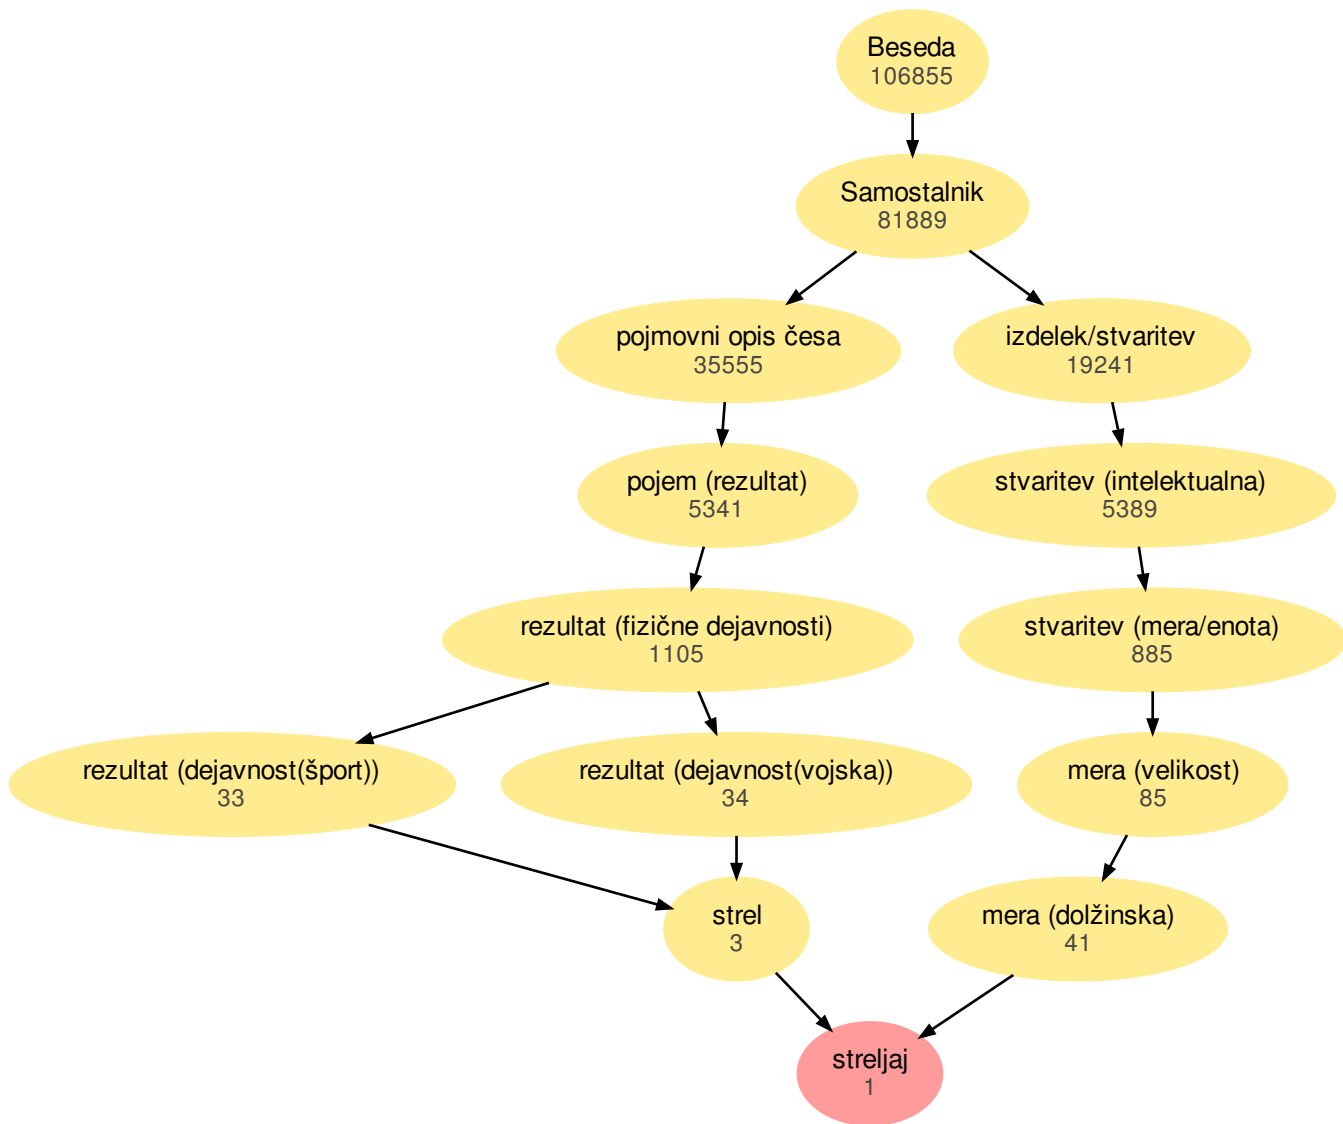 Beseda
106855
Samostalnik
81889
pojmovni opis česa
35555
izdelek/stvaritev
19241
pojem (rezultat)
5341
stvaritev (intelektualna)
5389
rezultat (fizične dejavnosti)
1105
stvaritev (mera/enota)
885
rezultat (dejavnost(šport))
33
rezultat (dejavnost(vojska))
34
mera (velikost)
85
strel
3
mera (dolžinska)
41
streljaj
1